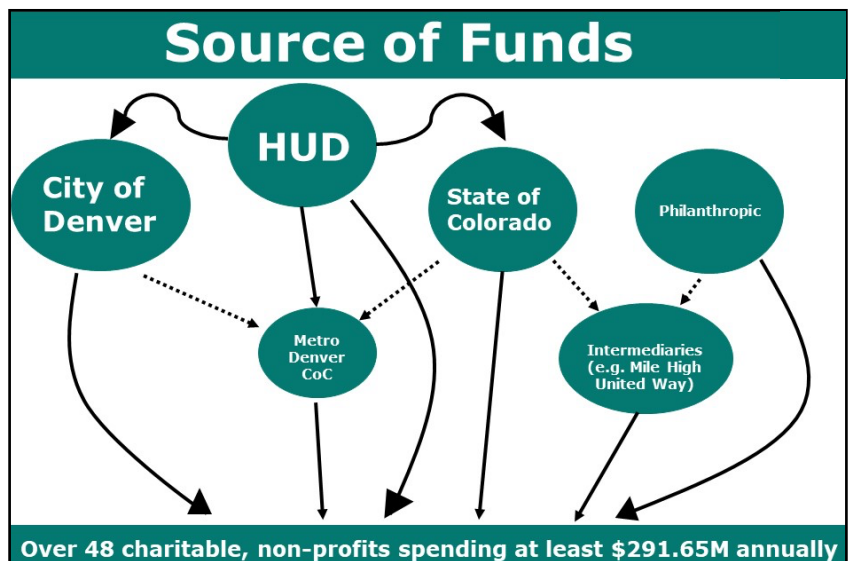 Source of Funds
HUD
City of
Denver
State of
Colorado
Philanthropic
Metro
Denver
CoC
Intermediaries
(e.g. Mile High
United Way)
Over 48 charitable, non-profits spending at least $291.65M annually